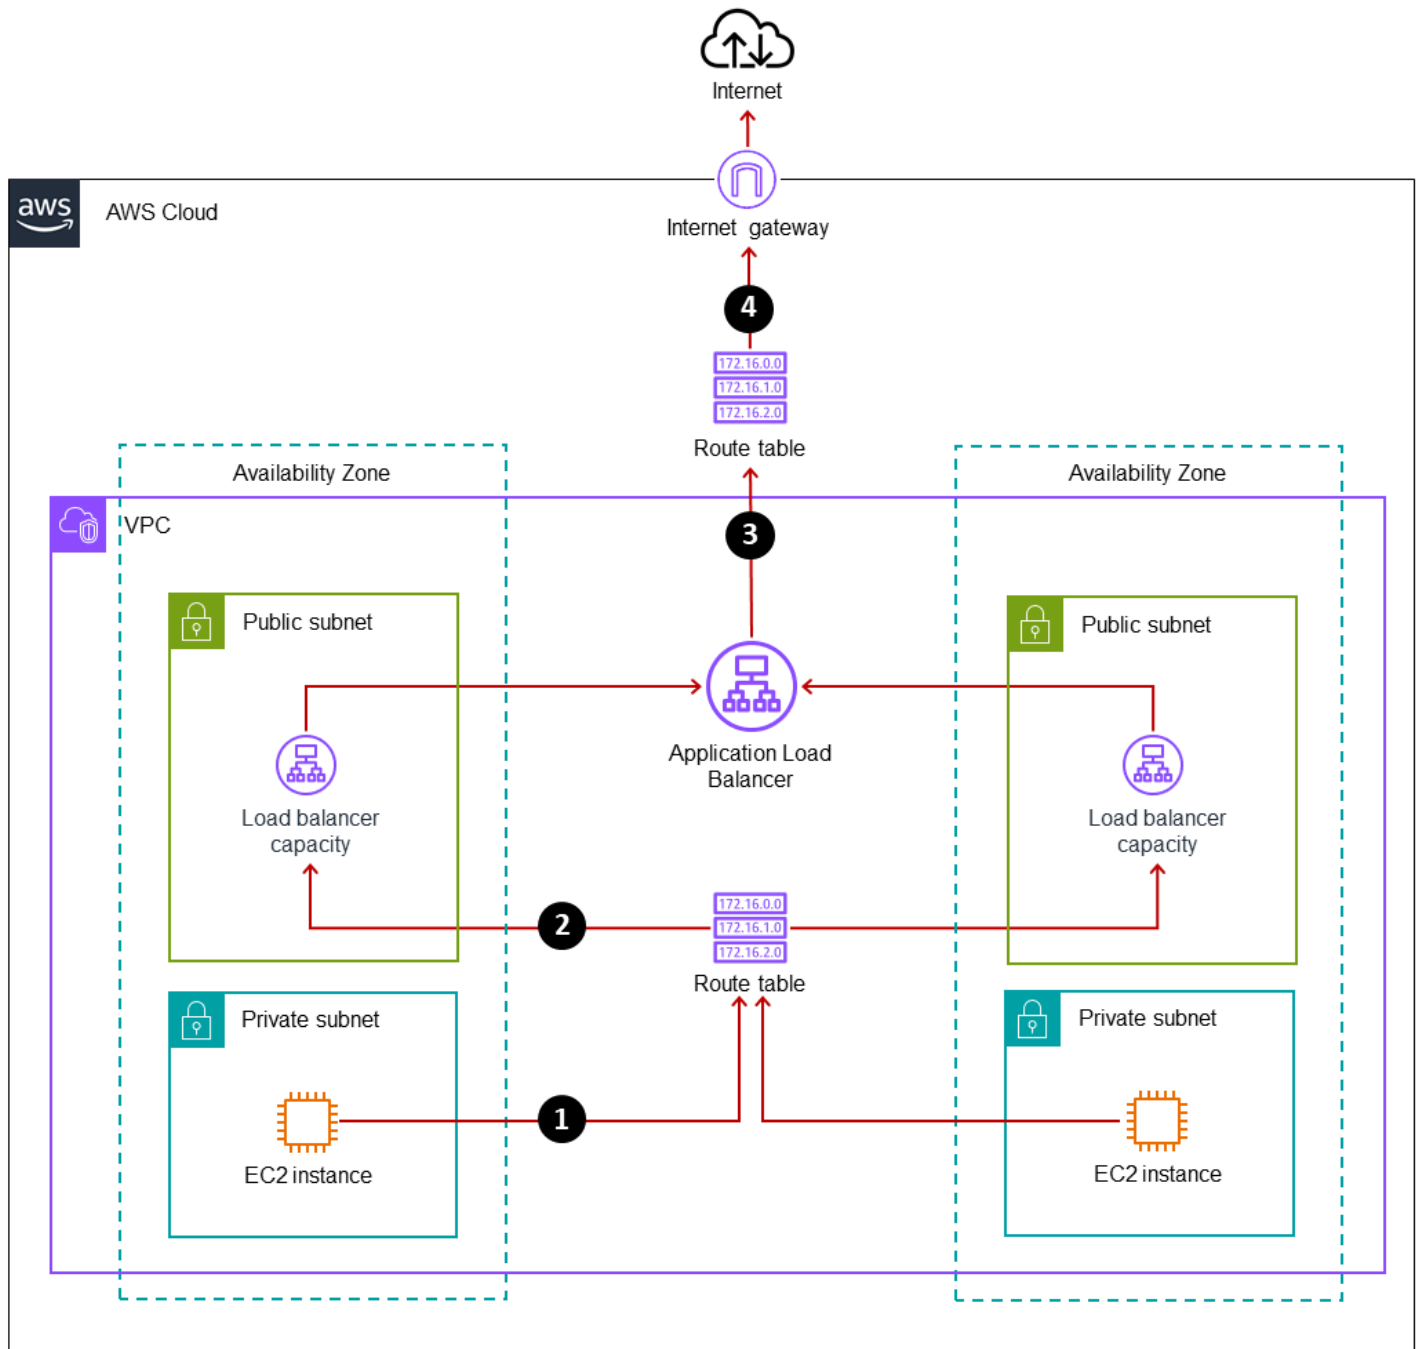 Internet
aws
AWS Cloud
Internet gateway
4
172.16.0.0
172.16.1.0
172.16.2.0
Route table
Availability Zone
Availability Zone
VPC
3
Public subnet
Public subnet
Application Load
Balancer
Load balancer
capacity
Load balancer
capacity
2
172.16.0.0
172.16.1.0
172.16.2.0
Route table
Private subnet
Private subnet
1
EC2 instance
EC2 instance